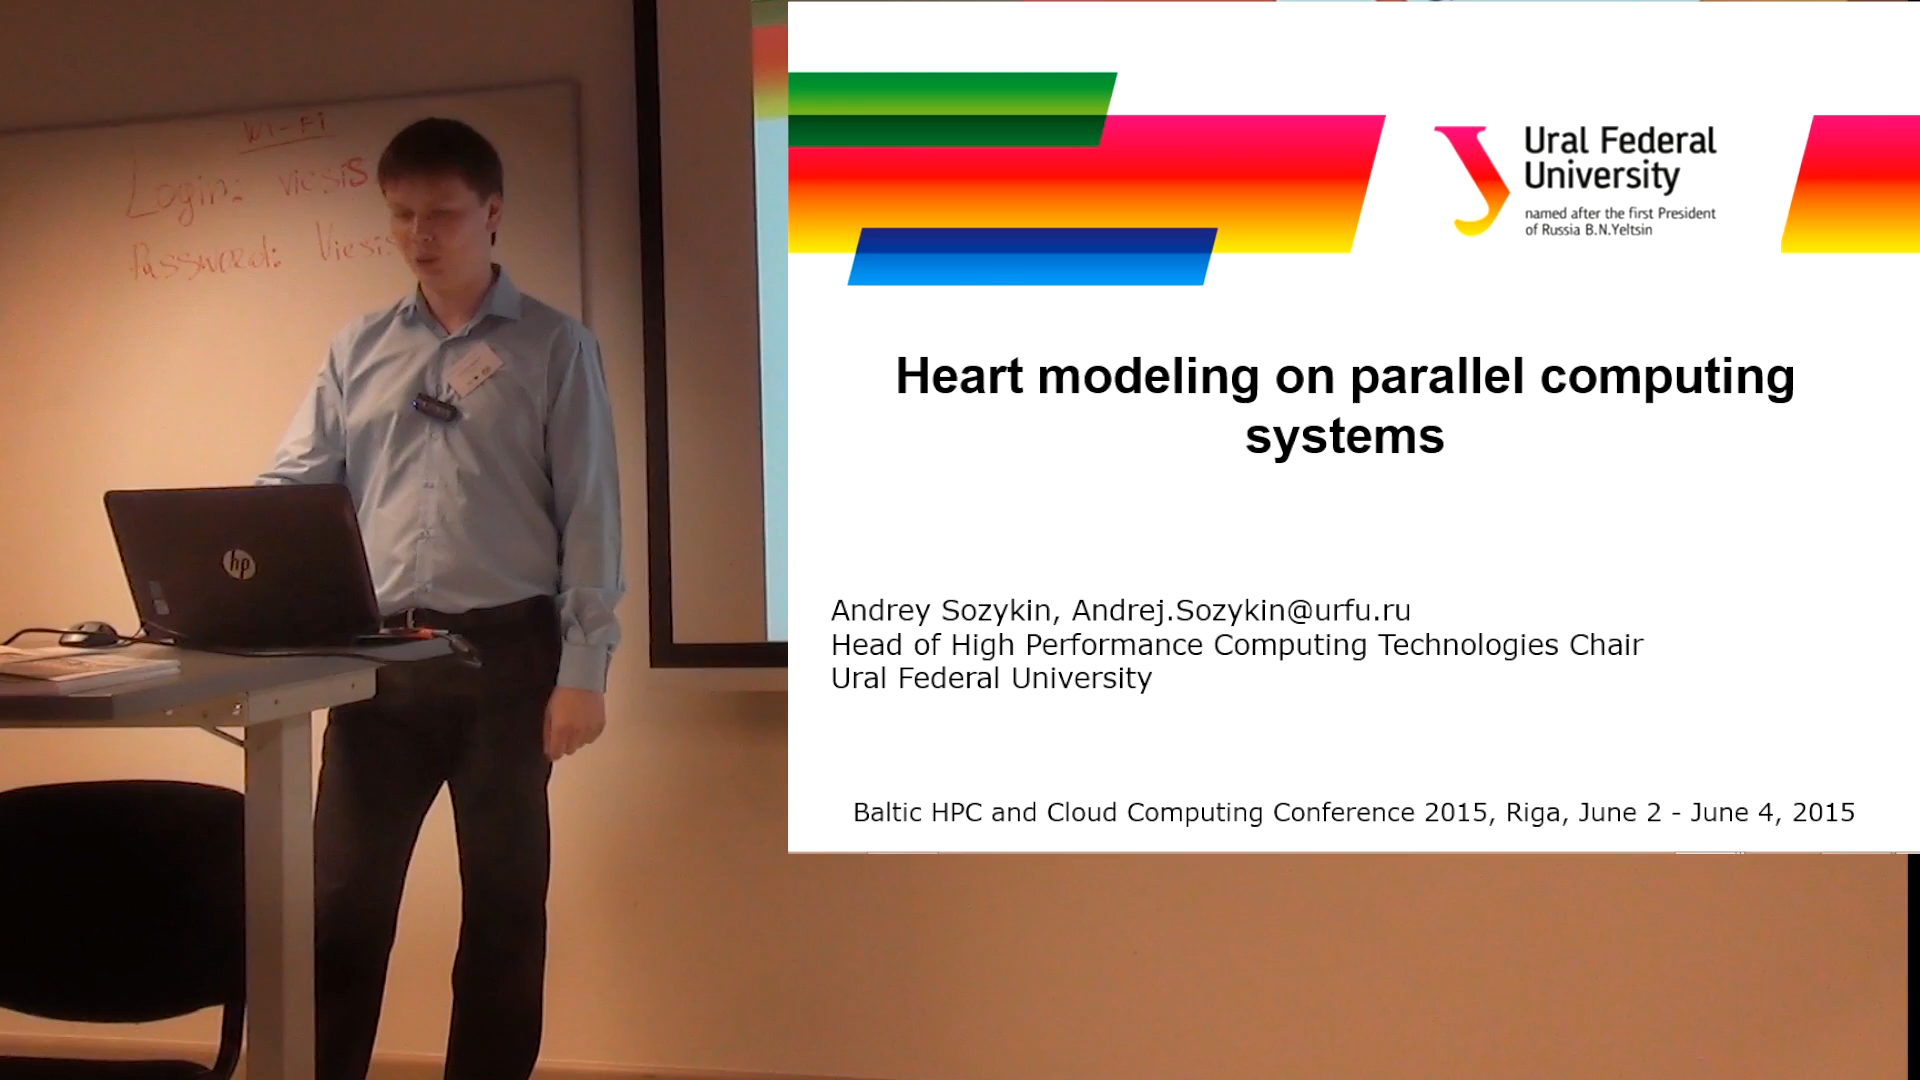 Wi-Fi
Login: viesis
Password: Viesis
hp
Ural Federal
University
named after the first President
of Russia B.N.Yeltsin
Heart modeling on parallel computing
systems
Andrey Sozykin, Andrej.Sozykin@urfu.ru
Head of High Performance Computing Technologies Chair
Ural Federal University
Baltic HPC and Cloud Computing Conference 2015, Riga, June 2 - June 4, 2015